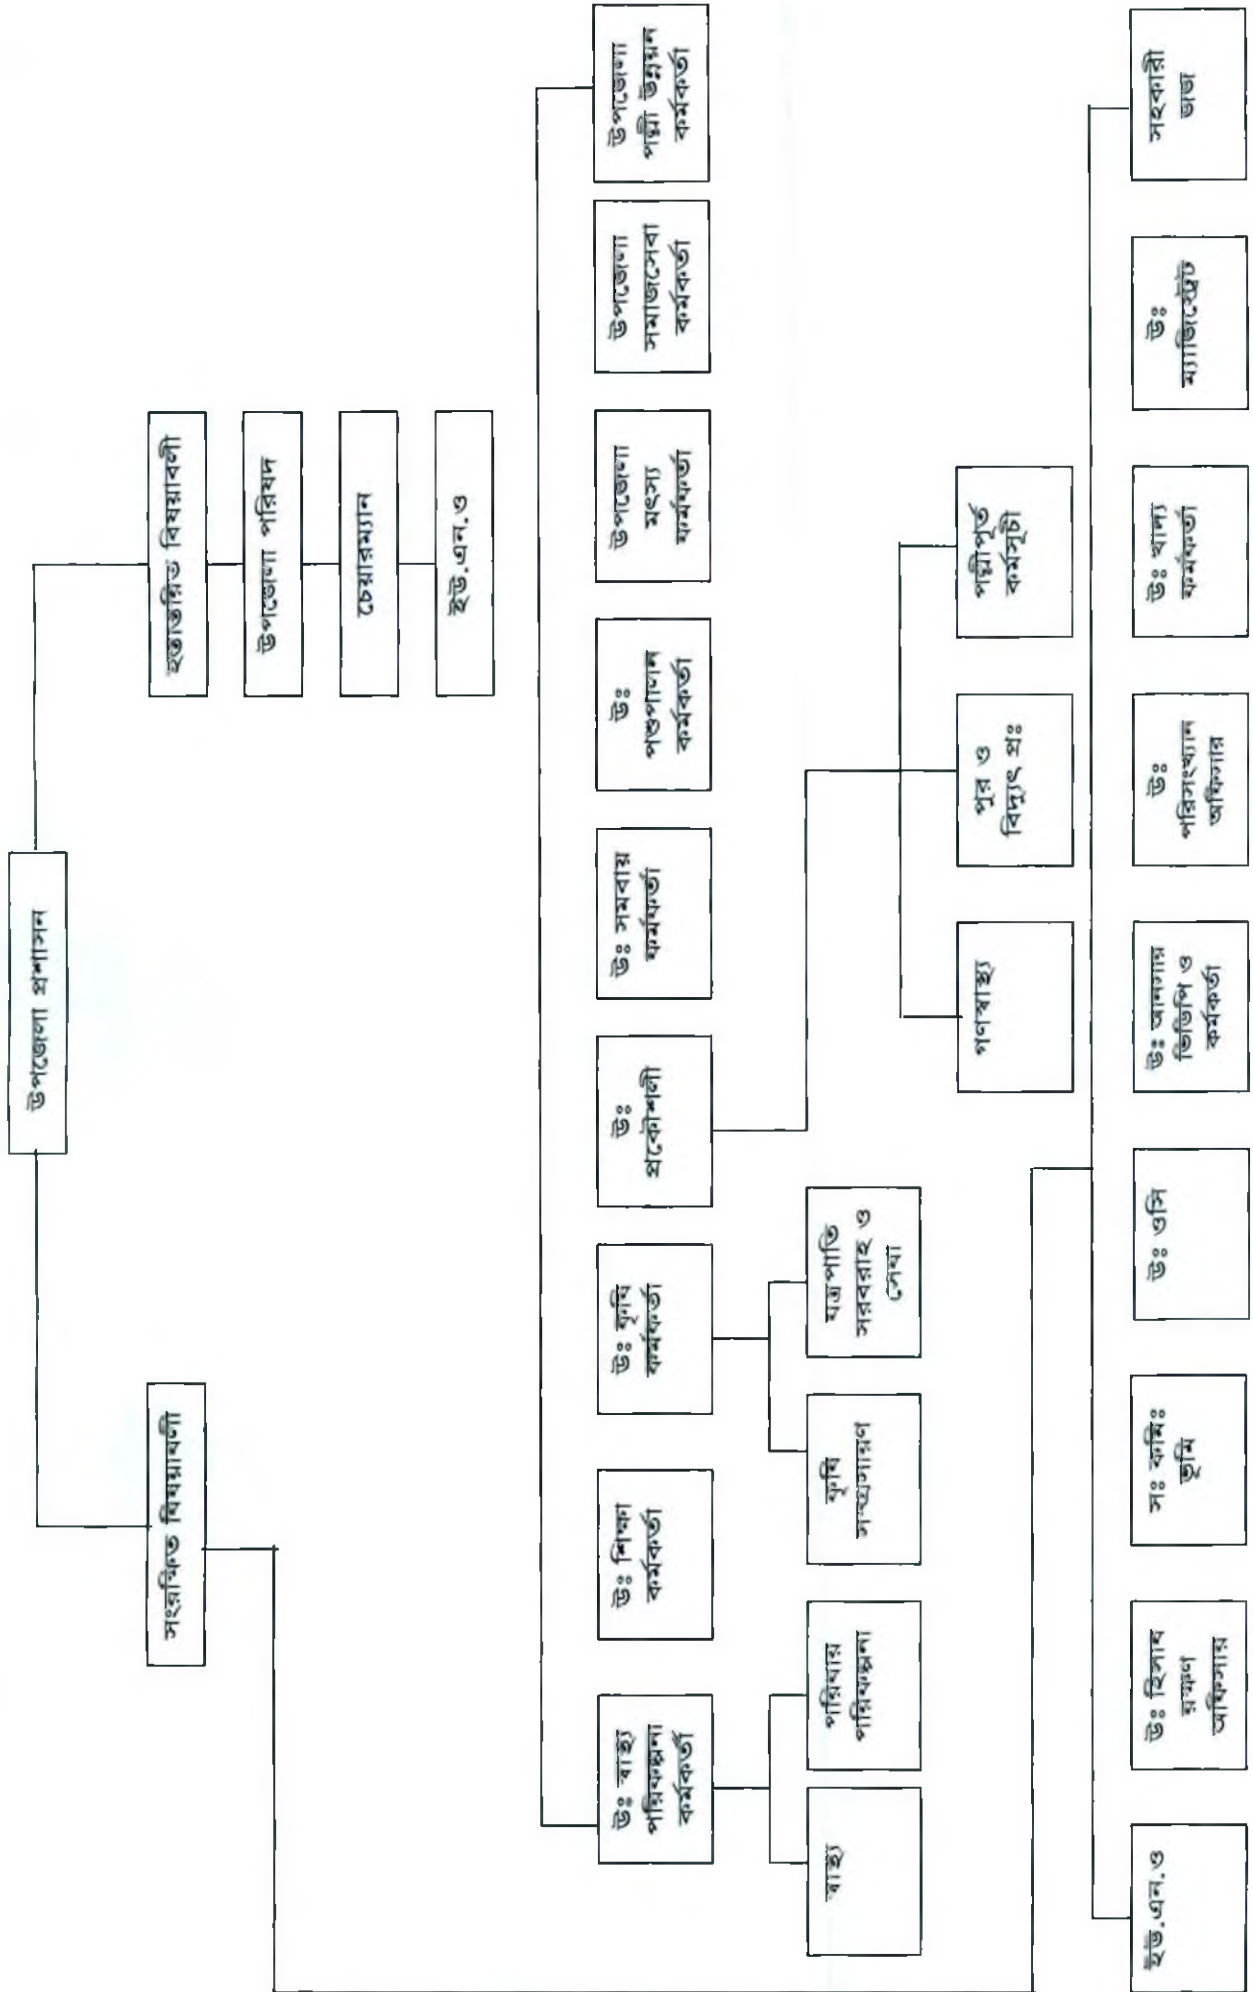 উপজেলা প্রশাসন
সংরক্ষিত বিষয়াবলী
হস্তান্তরিত বিষয়াবলী
উপজেলা পরিষদ
চেয়ারম্যান
ইউ.এন.ও
উঃ স্বাস্থ্য
পরিকল্পনা
কর্মকর্তা
উঃ শিক্ষা
কর্মকর্তা
উঃ কৃষি
কর্মকর্তা
উঃ
প্রকৌশলী
উঃ সমবায়
কর্মকর্তা
উঃ
পশুপালন
কর্মকর্তা
উপজেলা
মৎস্য
কর্মকর্তা
উপজেলা
সমাজসেবা
কর্মকর্তা
উপজেলা
পল্লী উন্নয়ন
কর্মকর্তা
স্বাস্থ্য
পরিবার
পরিকল্পনা
কৃষি
সম্প্রসারণ
যন্ত্রপাতি
সরবরাহ ও
সেবা
গণস্বাস্থ্য
পুর ও
বিদ্যুৎ প্রঃ
পল্লীপূর্ত
কর্মসূচী
ইউ.এন.ও
উঃ হিসাব
রক্ষণ
অফিসার
সঃ কমিঃ
ভূমি
উঃ ওসি
উঃ আনসার
ভিডিপি ও
কর্মকর্তা
উঃ
পরিসংখ্যান
অফিসার
উঃ খাদ্য
কর্মকর্তা
উঃ
ম্যাজিস্ট্রেট
সহকারী
জজ